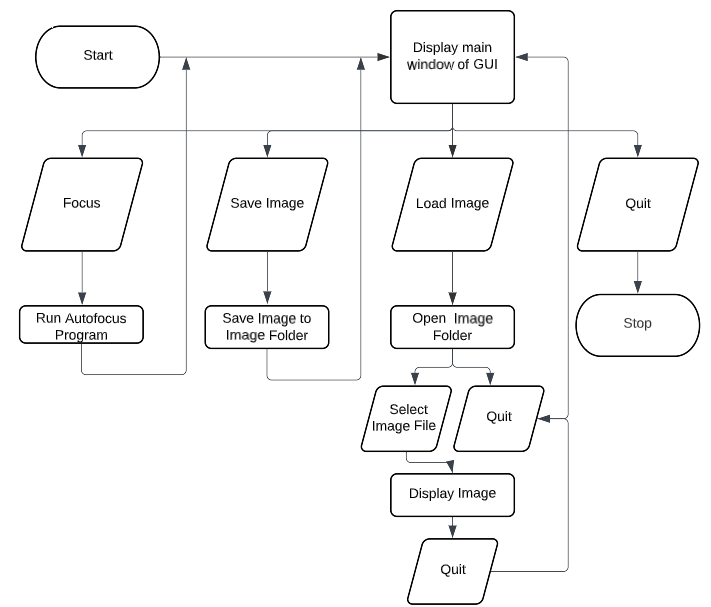 Start
Display main
window of GUI
Focus
Save Image
Load Image
Quit
Run Autofocus
Program
Save Image to
Image Folder
Open Image
Folder
Stop
Select
Image File
Quit
Display Image
Quit